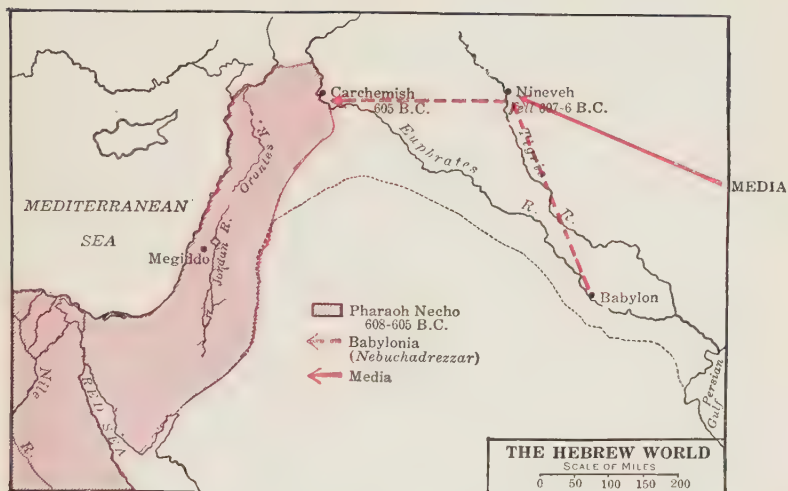 Carchemish
605 B.C.
Nineveh
fell 607-6 B.C.
MEDIA
Orontes R.
Euphrates R.
Tigris R.
MEDITERRANEAN
SEA
Megiddo
Jordan R.
Babylon
Pharaoh Necho
608-605 B.C.
Babylonia
(Nebuchadrezzar)
Media
Nile R.
RED SEA
Persian
Gulf
THE HEBREW WORLD
SCALE OF MILES
0 50 100 150 200